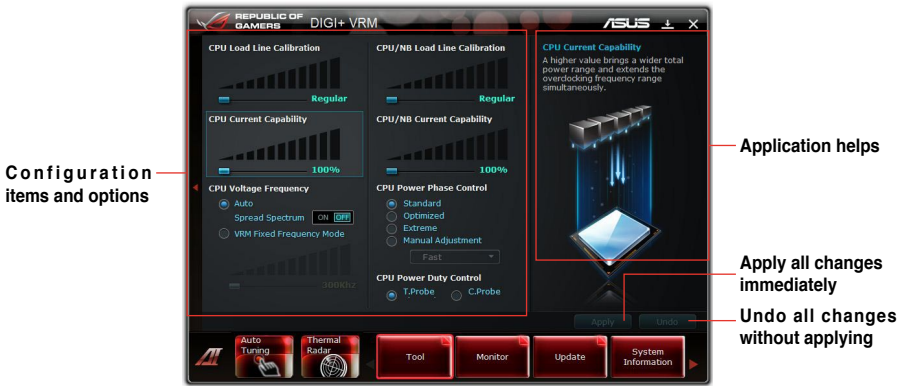 REPUBLIC OF
GAMERS
DIGI+ VRM
ASUS
CPU Load Line Calibration
Regular
CPU/NB Load Line Calibration
Regular
CPU Current Capability
100%
CPU/NB Current Capability
100%
CPU Voltage Frequency
Auto
Spread Spectrum ON OFF
VRM Fixed Frequency Mode
300KHz
CPU Power Phase Control
Standard
Optimized
Extreme
Manual Adjustment
Fast
CPU Power Duty Control
T.Probe C.Probe
CPU Current Capability
A higher value brings a wider total
power range and extends the
overclocking frequency range
simultaneously.
Apply Undo
Auto
Tuning
Thermal
Radar
Tool
Monitor
Update
System
Information
Configuration
items and options
Application helps
Apply all changes
immediately
Undo all changes
without applying